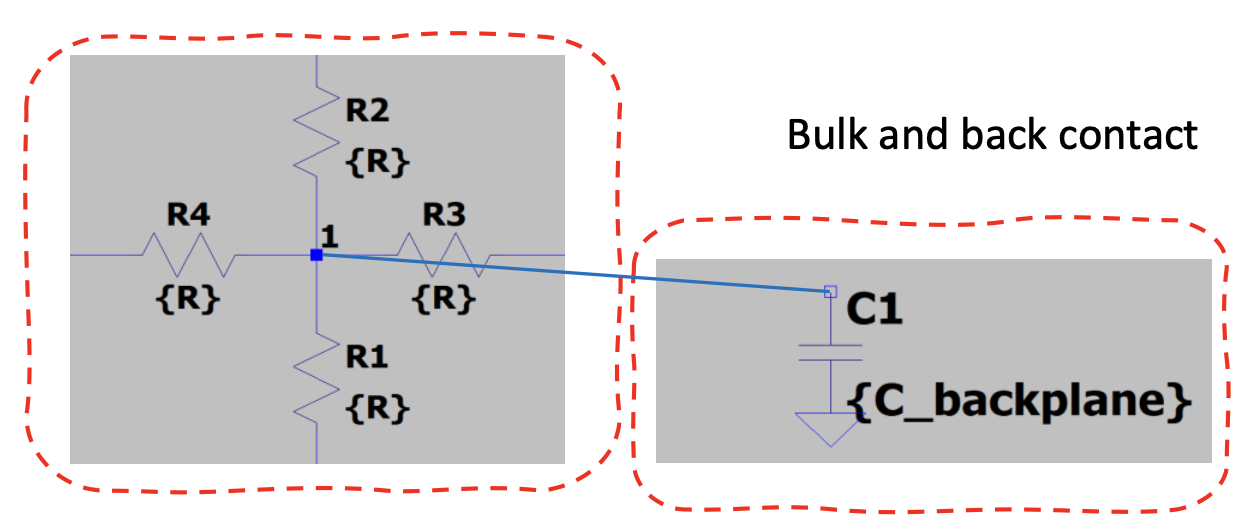 R2
{R}
R4
{R}
1
R3
{R}
R1
{R}
Bulk and back contact
C1
{C_backplane}